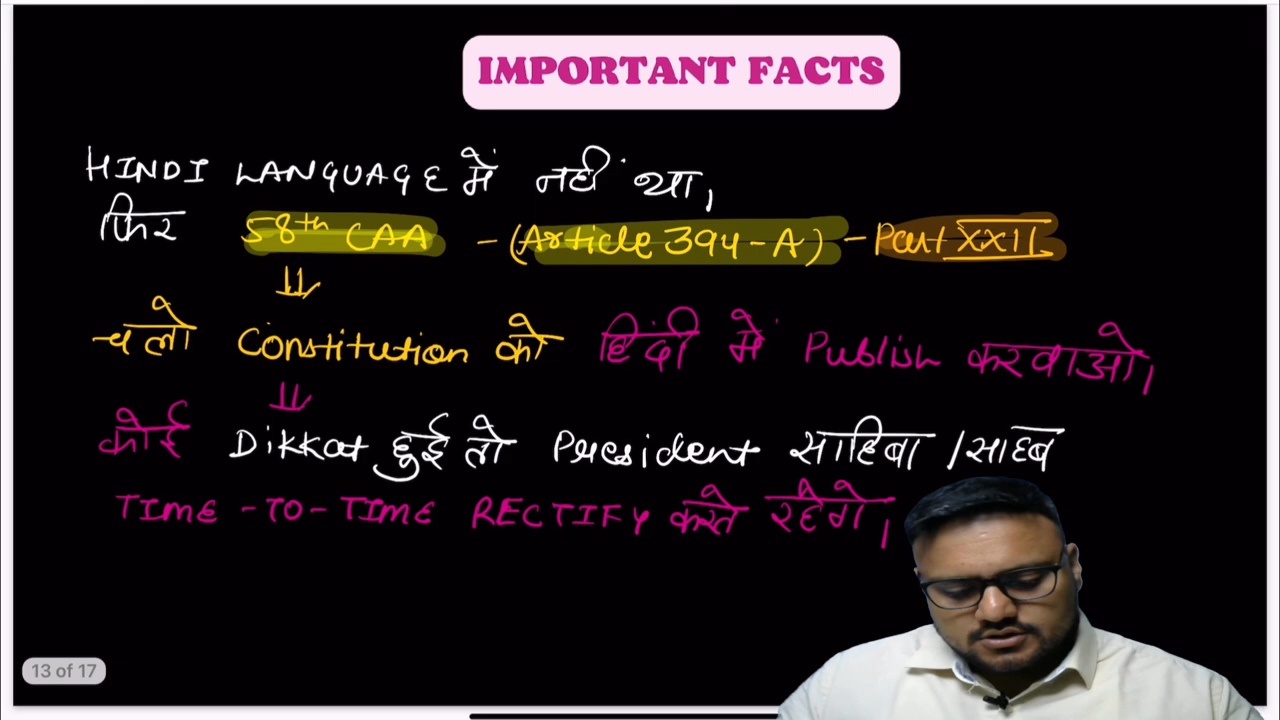 IMPORTANT FACTS
HINDI LANGUAGE में नहीं था,
फिर 58th CAA - (Article 394-A) - Part XXII
चलो Constitution को हिंदी में Publish करवाओ।
कोई Dikkat हुई तो President साहिबा /साहब
TIME-TO-TIME RECTIFY करते रहेंगे।
13 of 17